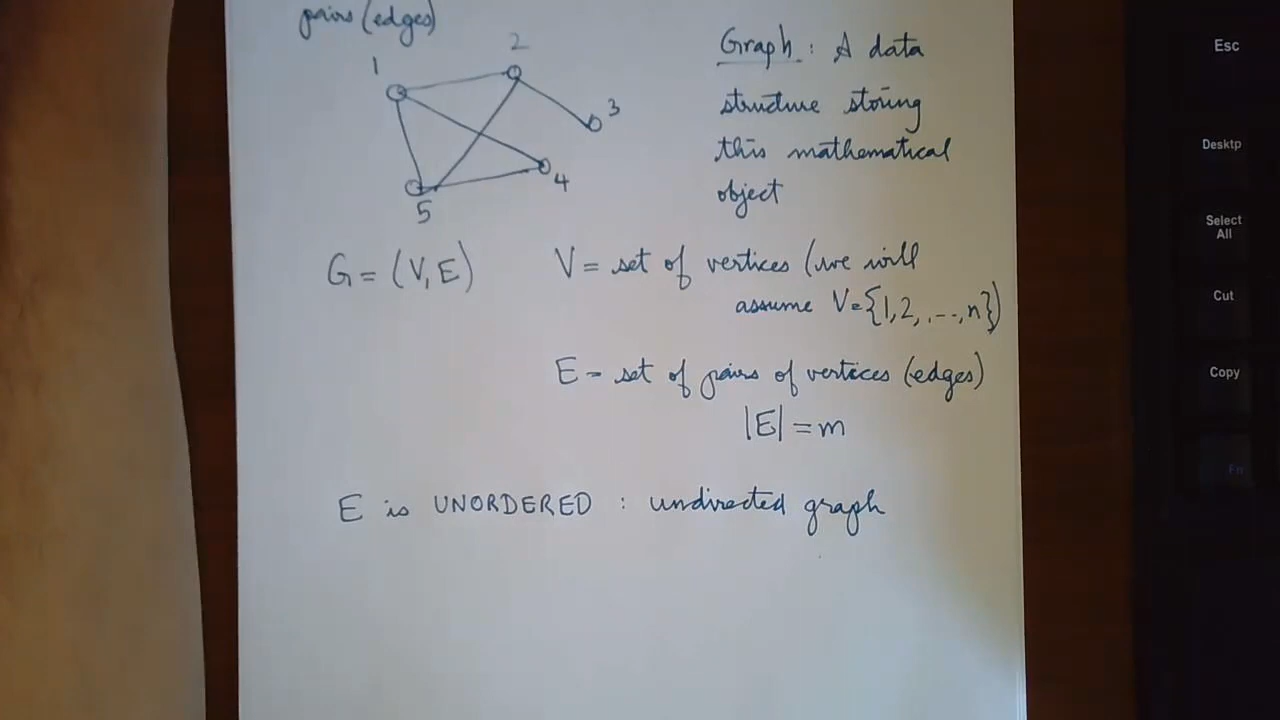 pairs (edges)
1
2
3
4
5
Graph : A data
structure storing
this mathematical
object
G = (V, E)
V = set of vertices (we will
assume V={1,2,,--,n})
E = set of pairs of vertices (edges)
|E| = m
E is UNORDERED : undirected graph
Esc
Desktp
Select
All
Cut
Copy
Fn